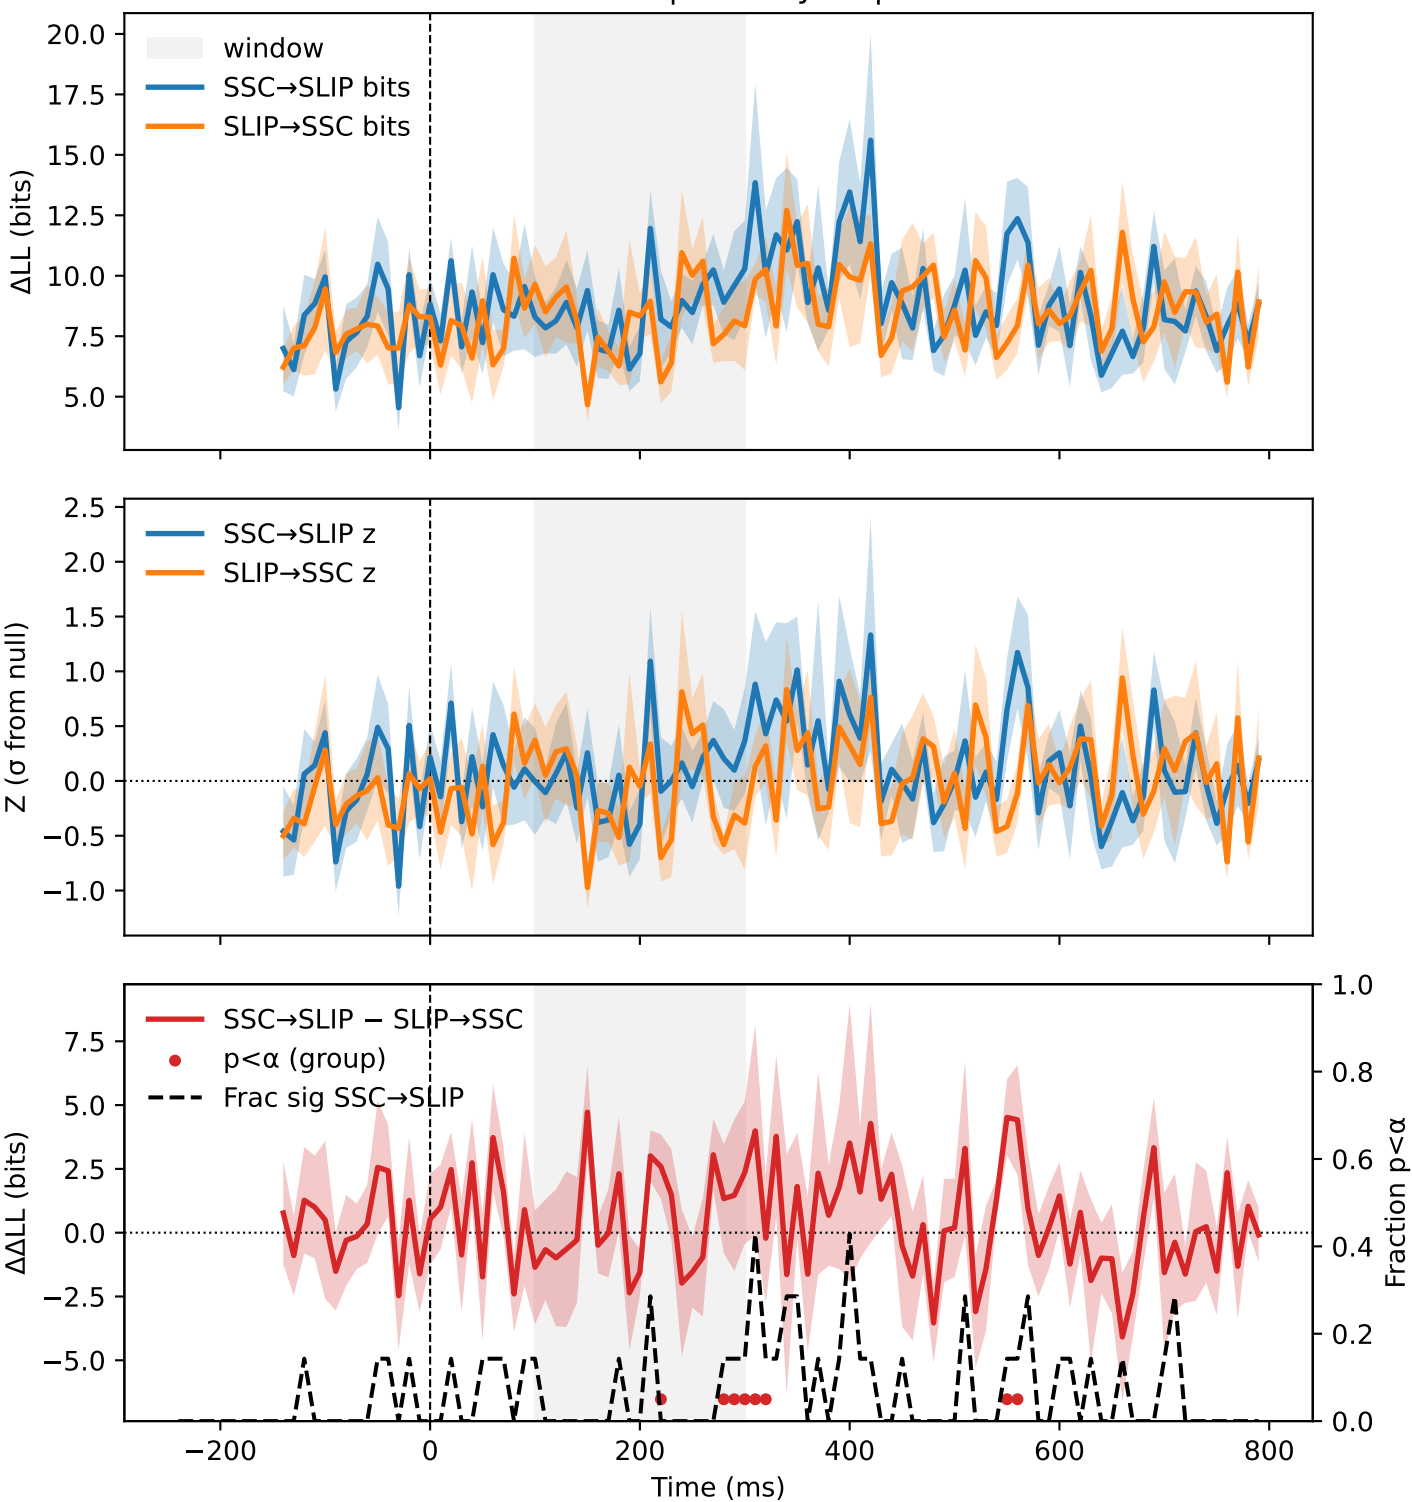 20.0
17.5
15.0
12.5
10.0
7.5
5.0
ΔLL (bits)
window
SSC→SLIP bits
SLIP→SSC bits
2.5
2.0
1.5
1.0
0.5
0.0
−0.5
−1.0
Z (σ from null)
SSC→SLIP z
SLIP→SSC z
7.5
5.0
2.5
0.0
−2.5
−5.0
ΔΔLL (bits)
SSC→SLIP − SLIP→SSC
p<α (group)
Frac sig SSC→SLIP
1.0
0.8
0.6
0.4
0.2
0.0
Fraction p<α
−200
0
200
400
600
800
Time (ms)